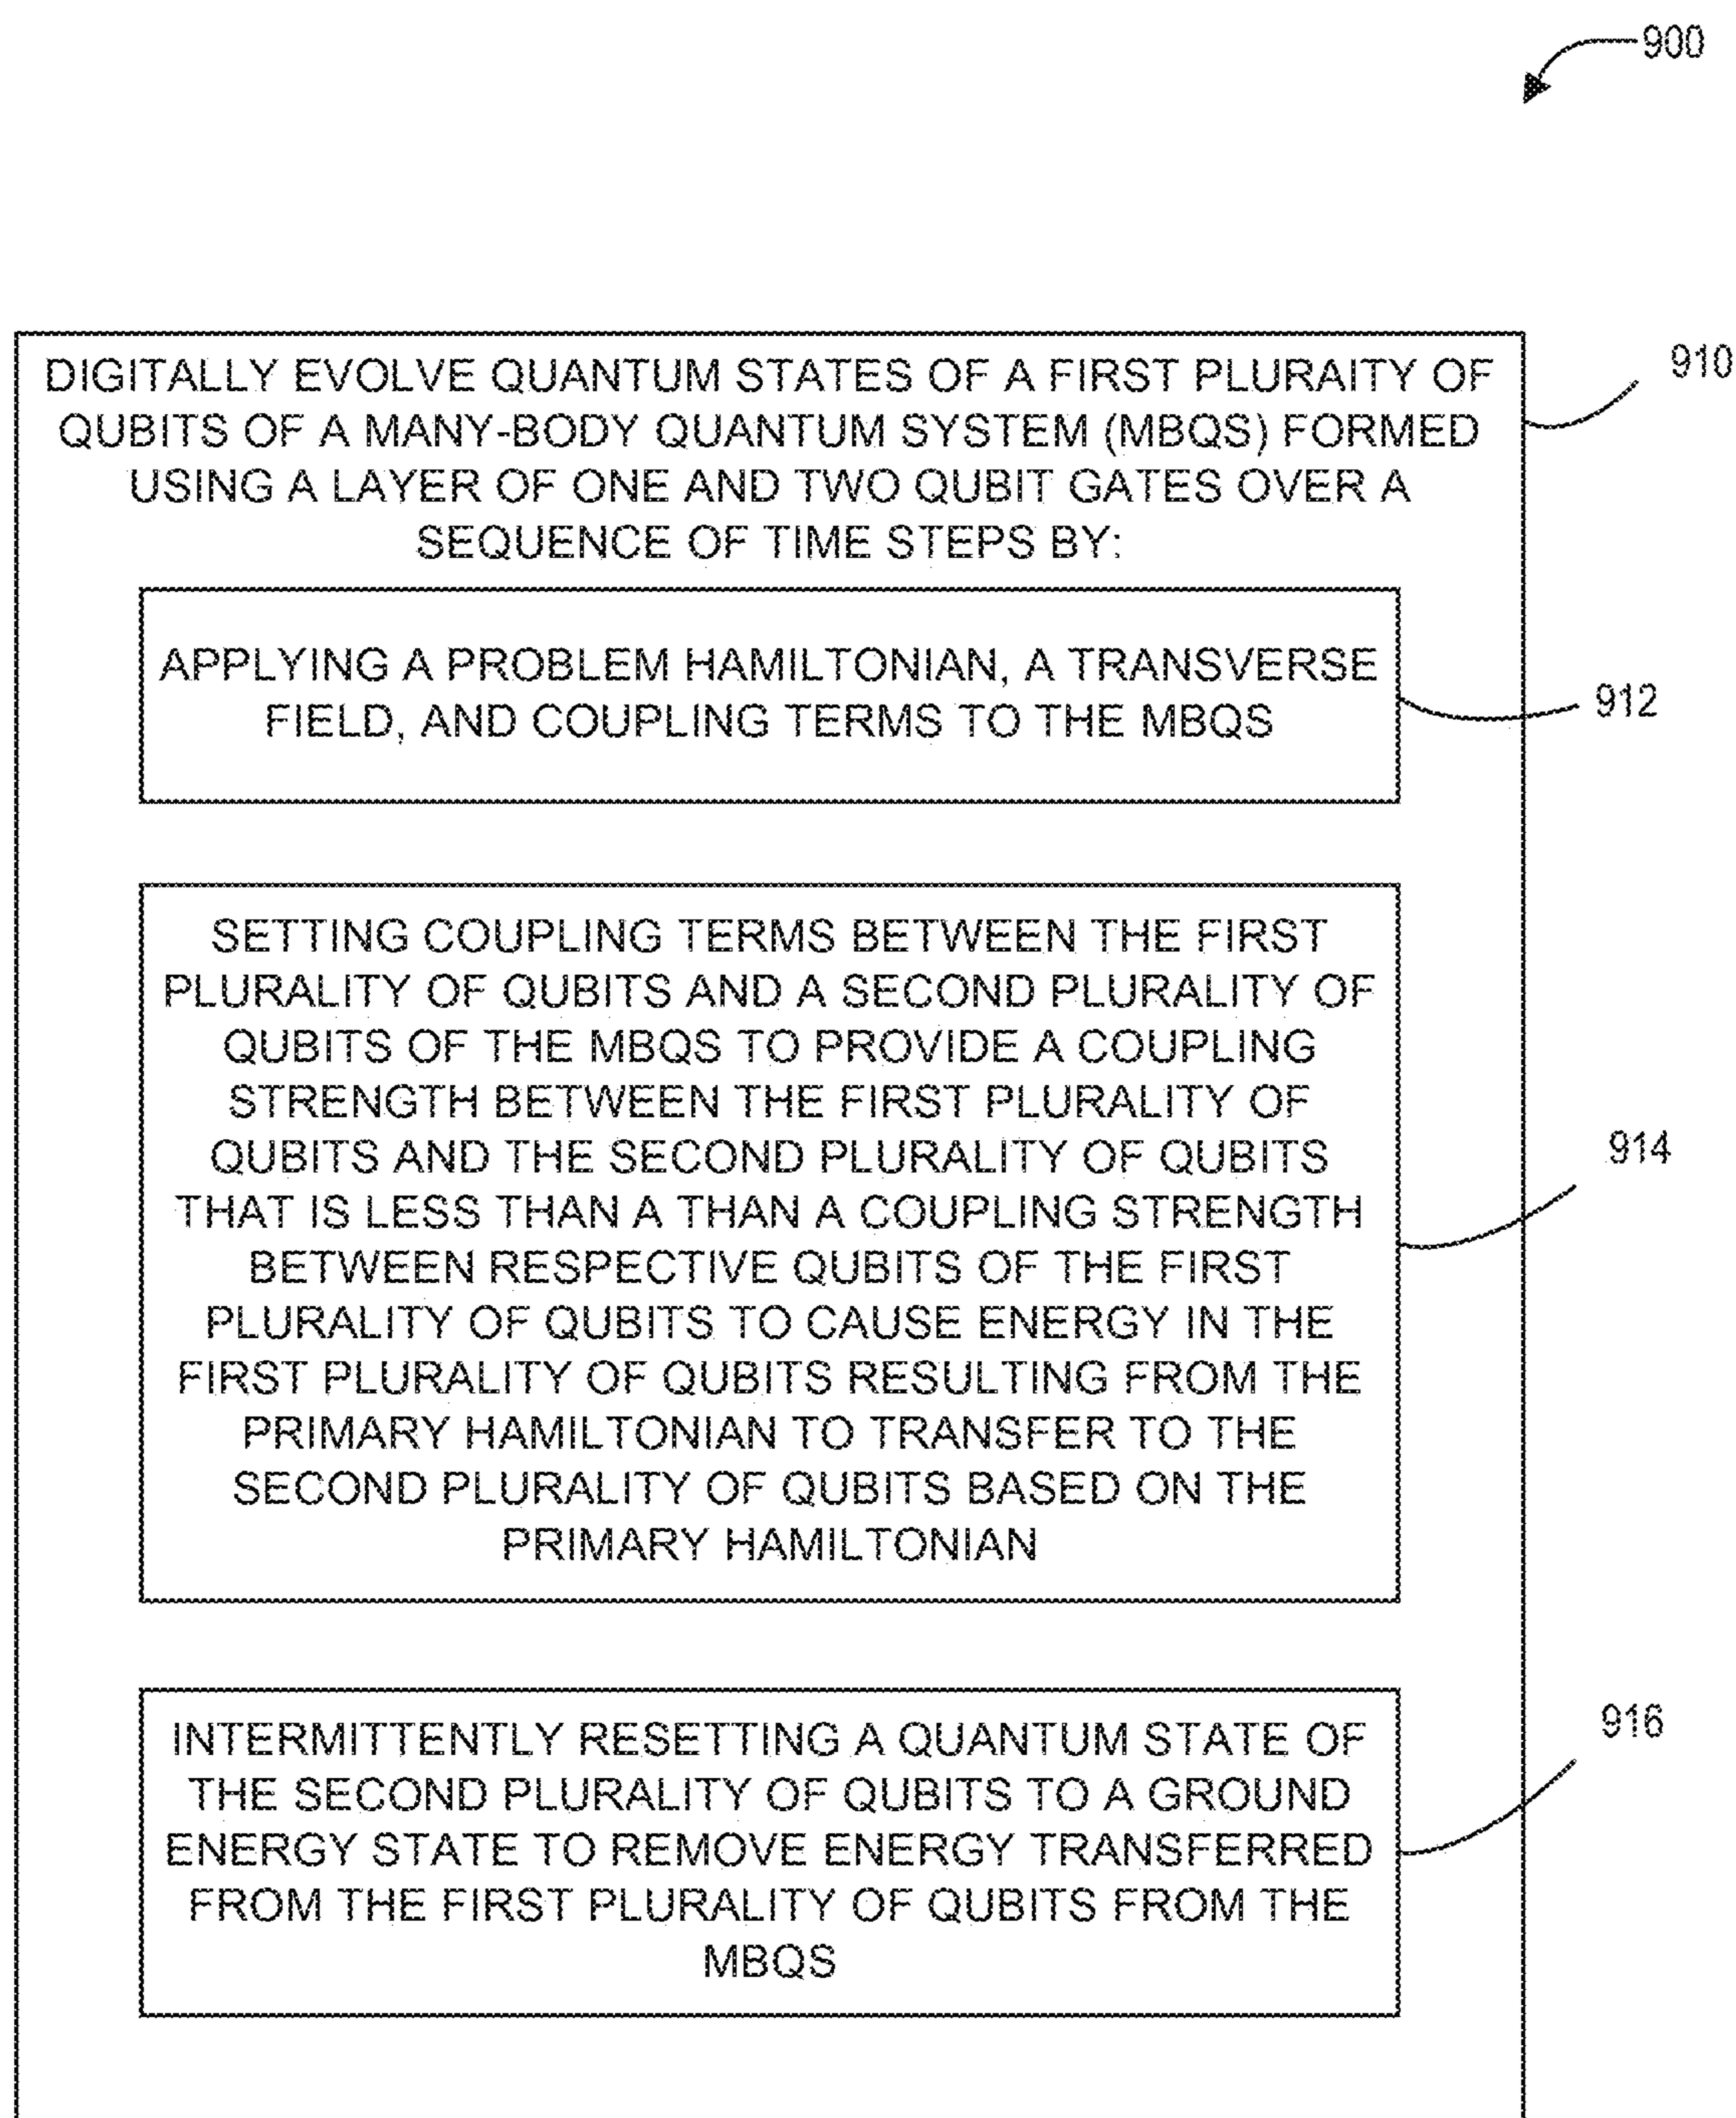 900
910
DIGITALLY EVOLVE QUANTUM STATES OF A FIRST PLURAITY OF
QUBITS OF A MANY-BODY QUANTUM SYSTEM (MBQS) FORMED
USING A LAYER OF ONE AND TWO QUBIT GATES OVER A
SEQUENCE OF TIME STEPS BY:
APPLYING A PROBLEM HAMILTONIAN, A TRANSVERSE
FIELD, AND COUPLING TERMS TO THE MBQS
912
SETTING COUPLING TERMS BETWEEN THE FIRST
PLURALITY OF QUBITS AND A SECOND PLURALITY OF
QUBITS OF THE MBQS TO PROVIDE A COUPLING
STRENGTH BETWEEN THE FIRST PLURALITY OF
QUBITS AND THE SECOND PLURALITY OF QUBITS
THAT IS LESS THAN A THAN A COUPLING STRENGTH
BETWEEN RESPECTIVE QUBITS OF THE FIRST
PLURALITY OF QUBITS TO CAUSE ENERGY IN THE
FIRST PLURALITY OF QUBITS RESULTING FROM THE
PRIMARY HAMILTONIAN TO TRANSFER TO THE
SECOND PLURALITY OF QUBITS BASED ON THE
PRIMARY HAMILTONIAN
914
INTERMITTENTLY RESETTING A QUANTUM STATE OF
THE SECOND PLURALITY OF QUBITS TO A GROUND
ENERGY STATE TO REMOVE ENERGY TRANSFERRED
FROM THE FIRST PLURALITY OF QUBITS FROM THE
MBQS
916